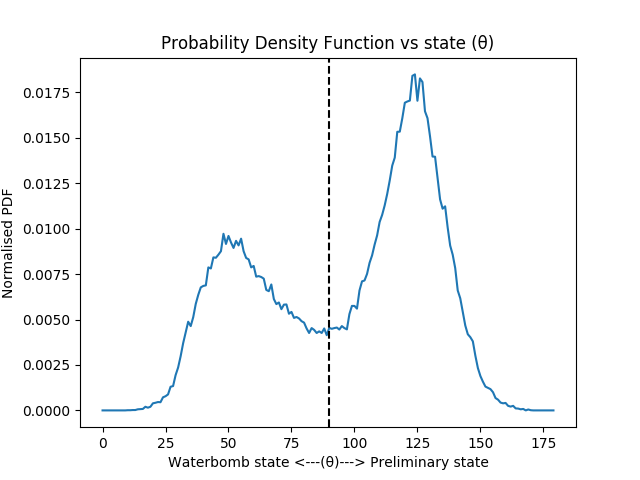 Probability Density Function vs state (θ)
Normalised PDF
0.0175
0.0150
0.0125
0.0100
0.0075
0.0050
0.0025
0.0000
0 25 50 75 100 125 150 175
Waterbomb state <---(θ)---> Preliminary state